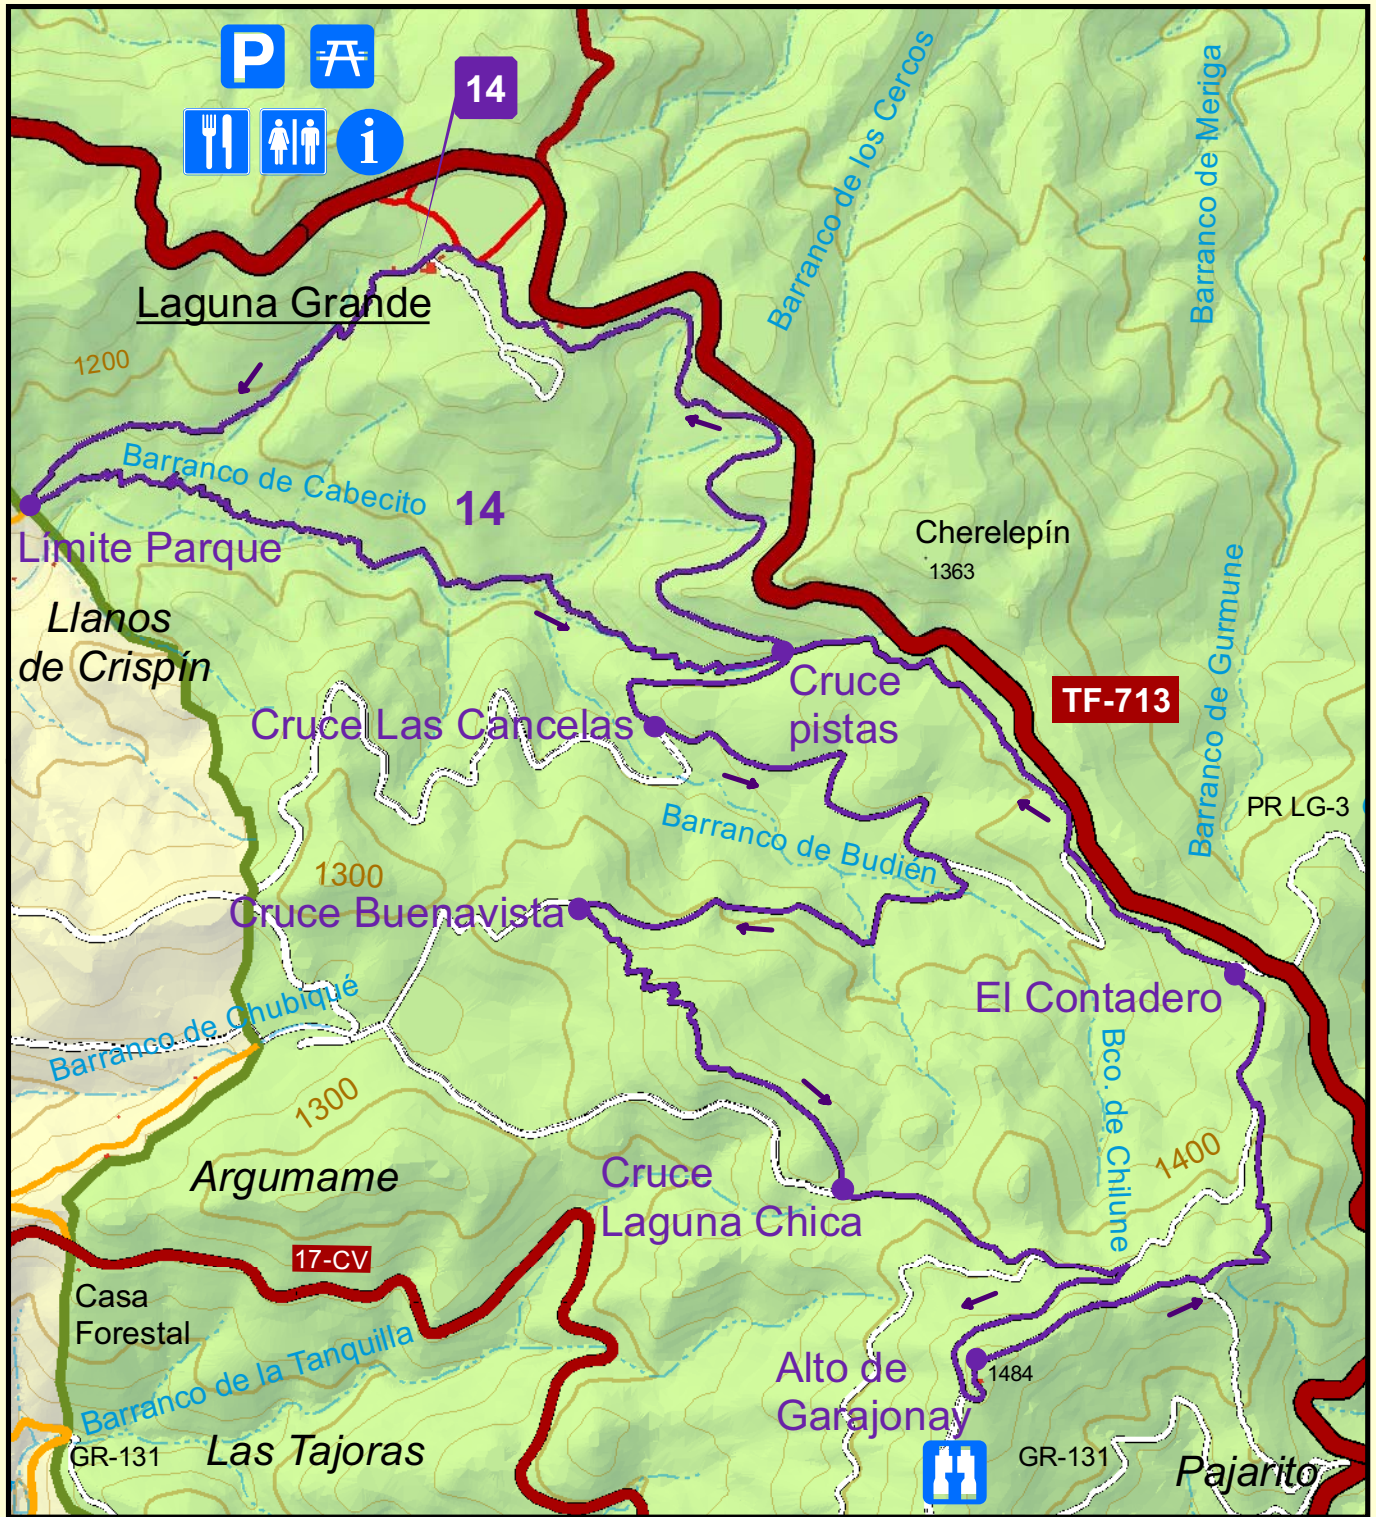 P
14
i
Barranco de los Cercos
Barranco de Meriga
Laguna Grande
1200
Barranco de Cabecito
14
Cherelepín
1363
Límite Parque
Barranco de Gurmune
Llanos
de Crispín
Cruce
pistas
TF-713
Cruce Las Cancelas
PR LG-3
Barranco de Budién
1300
Cruce Buenavista
El Contadero
Barranco de Chubiqué
Bco. de Chilune
1300
1400
Argumame
Cruce
Laguna Chica
17-CV
Casa
Forestal
Barranco de la Tanquilla
Alto de
Garajonay
1484
GR-131
Las Tajoras
GR-131
Pajarito